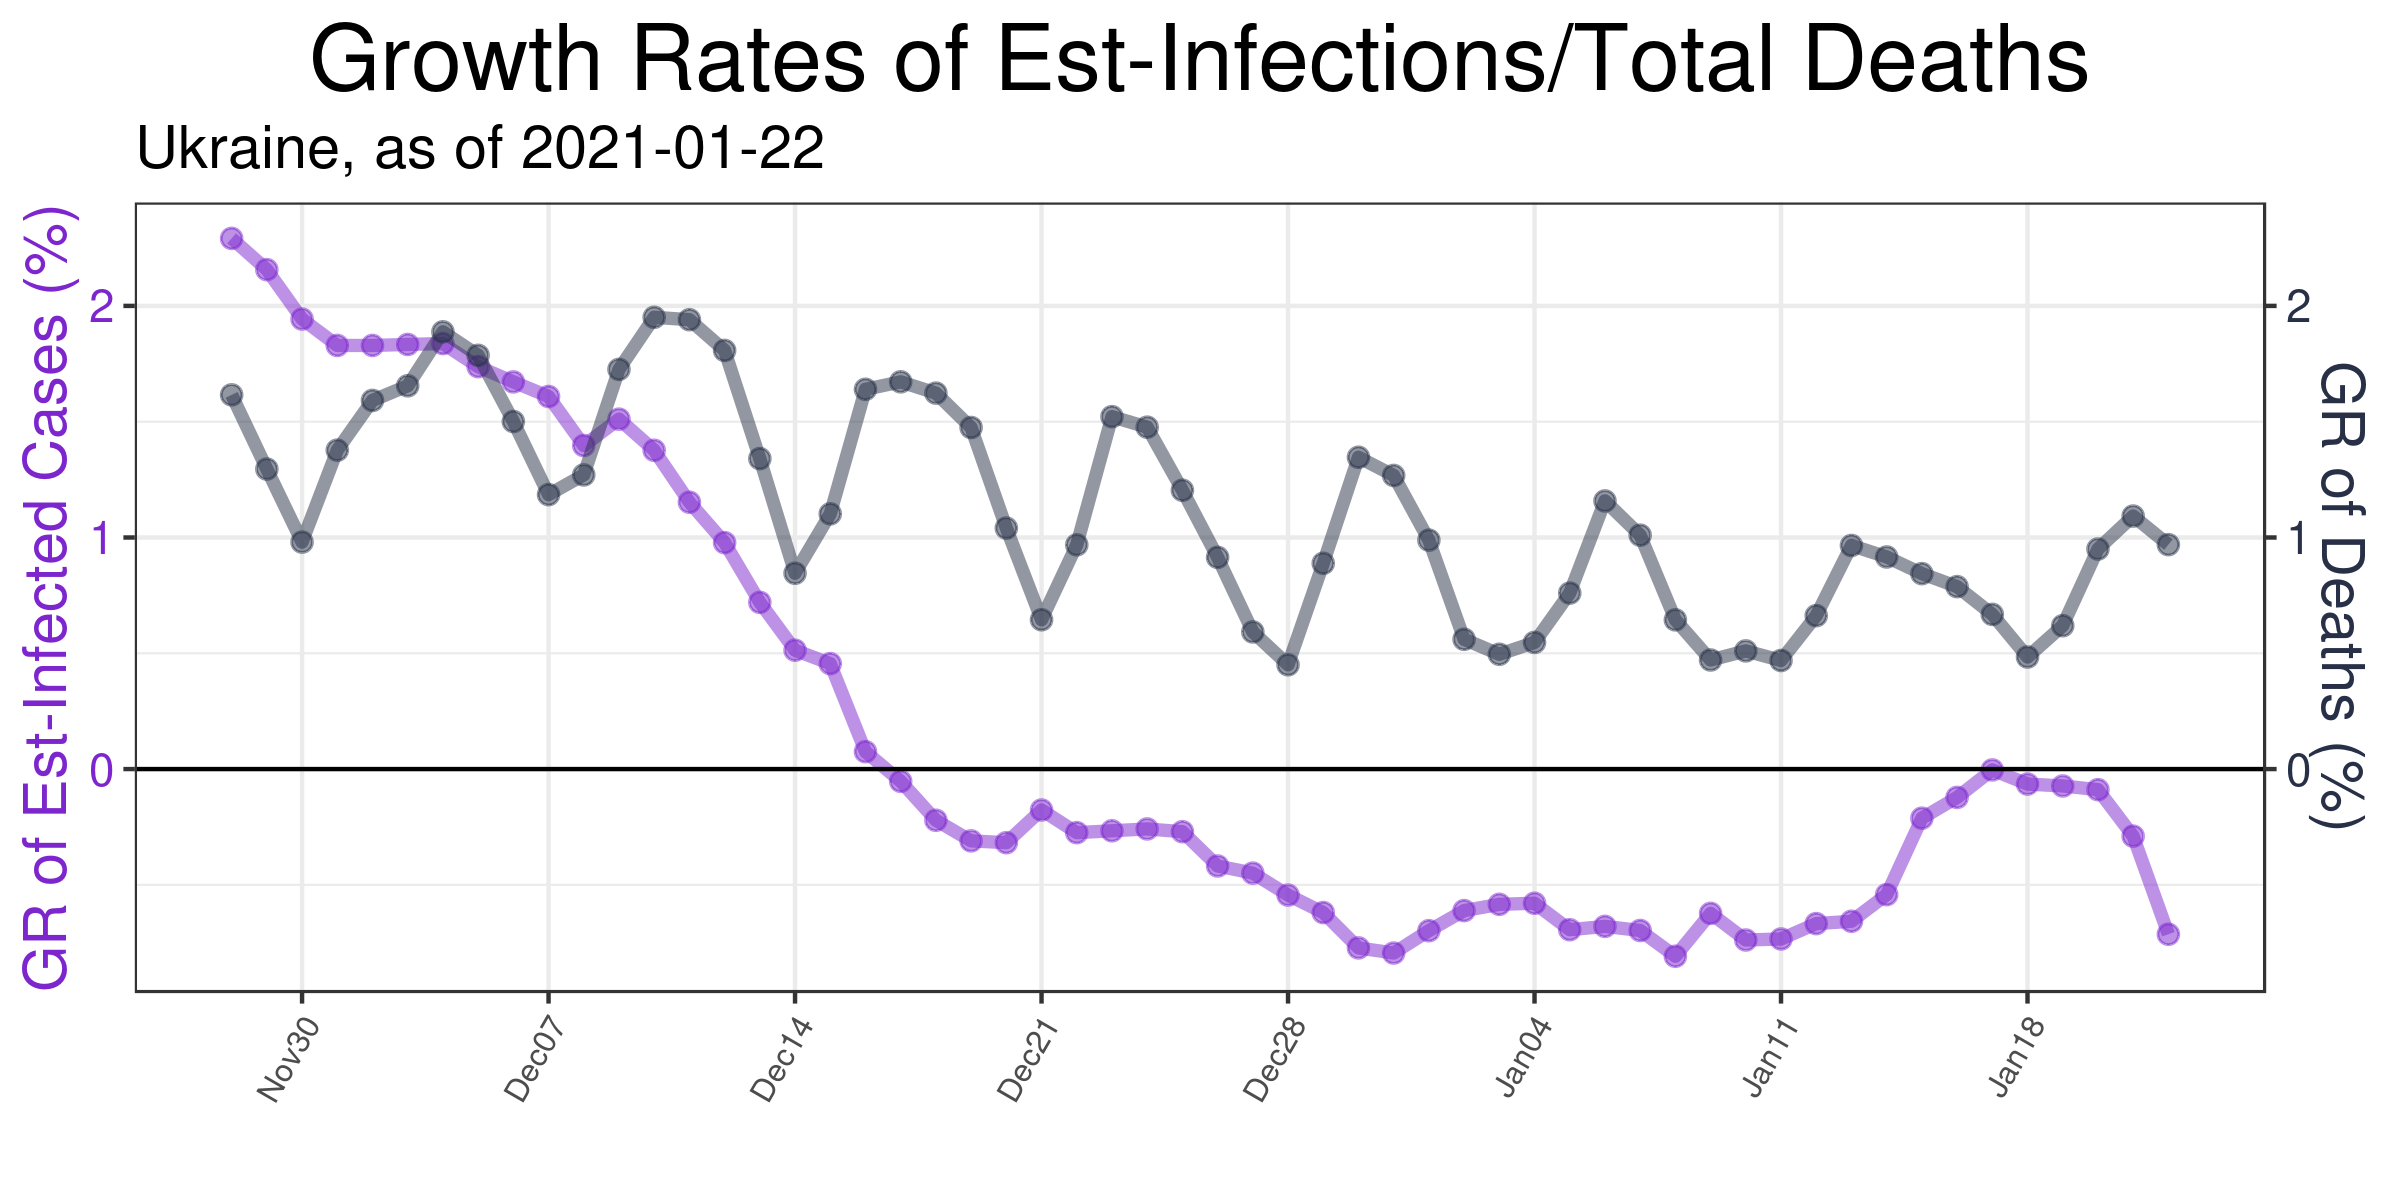 Growth Rates of Est-Infections/Total Deaths
Ukraine, as of 2021-01-22
GR of Est-Infected Cases (%)
2
1
0
2
1
0
GR of Deaths (%)
Nov30
Dec07
Dec14
Dec21
Dec28
Jan04
Jan11
Jan18